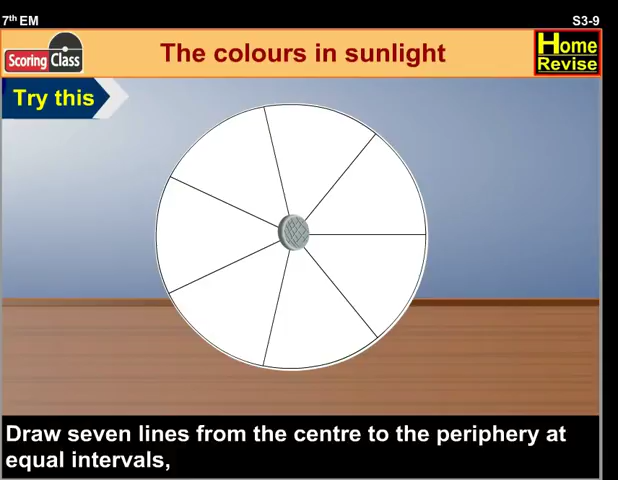 7th EM
S3-9
Scoring Class
The colours in sunlight
Home
Revise
Try this
Draw seven lines from the centre to the periphery at
equal intervals,